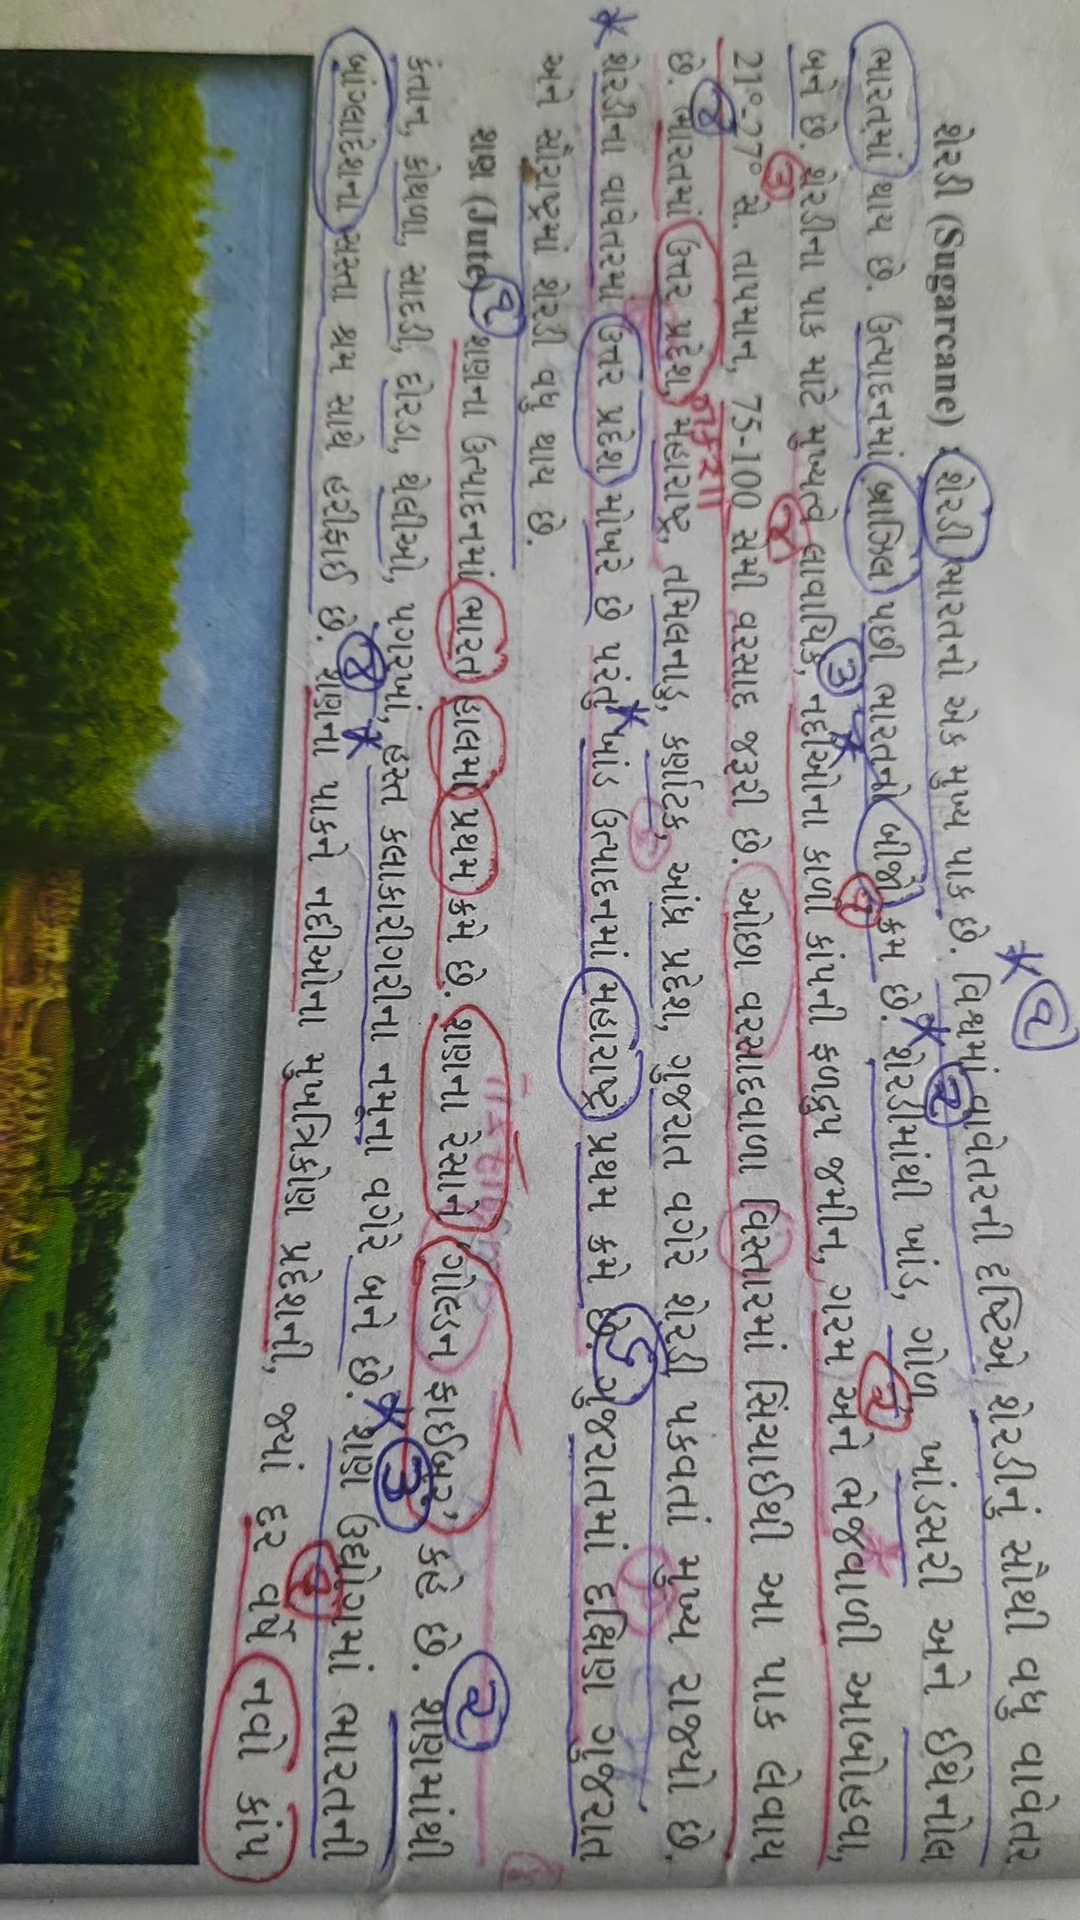 શેરડી (Sugarcane) : શેરડી ભારતનો એક મુખ્ય પાક છે. વિશ્વમાં વાવેતરની દૃષ્ટિએ શેરડીનું સૌથી વધુ વાવેતર
ભારતમાં થાય છે. ઉત્પાદનમાં બ્રાઝિલ પછી ભારતનો બીજો ક્રમ છે. શેરડીમાંથી ખાંડ, ગોળ ખાંડસરી અને ઈથેનોલ
બને છે. શેરડીના પાક માટે મુખ્યત્વે લાવાયિક, નદીઓના કાળા કાંપની ફળદ્રુપ જમીન, ગરમ અને ભેજવાળી આબોહવા,
21°-27° સે. તાપમાન, 75-100 સેમી વરસાદ જરૂરી છે. ઓછા વરસાદવાળા વિસ્તારમાં સિંચાઈથી આ પાક લેવાય
છે. ભારતમાં ઉત્તર પ્રદેશ, મહારાષ્ટ્ર, તમિલનાડુ, કર્ણાટક, આંધ્ર પ્રદેશ, ગુજરાત વગેરે શેરડી પકવતાં મુખ્ય રાજ્યો છે.
શેરડીના વાવેતરમાં ઉત્તર પ્રદેશ મોખરે છે પરંતુ ખાંડ ઉત્પાદનમાં મહારાષ્ટ્ર પ્રથમ ક્રમે છે. ગુજરાતમાં દક્ષિણ ગુજરાત
અને સૌરાષ્ટ્રમાં શેરડી વધુ થાય છે.
શણ (Jute) શણના ઉત્પાદનમાં ભારત હાલમાં પ્રથમ ક્રમે છે. શણના રેસાને ગોલ્ડન ફાઈબર' કહે છે. શણમાંથી
કંતાન, કોથળા, સાદડી, દોરડા, થેલીઓ, પગરખાં, હસ્ત કલાકારીગરીના નમૂના વગેરે બને છે. શણ ઉદ્યોગમાં ભારતની
બાંગ્લાદેશના સસ્તા શ્રમ સાથે હરીફાઈ છે. શણના પાકને નદીઓના મુખત્રિકોણ પ્રદેશની, જ્યાં દર વર્ષે નવો કાંપ